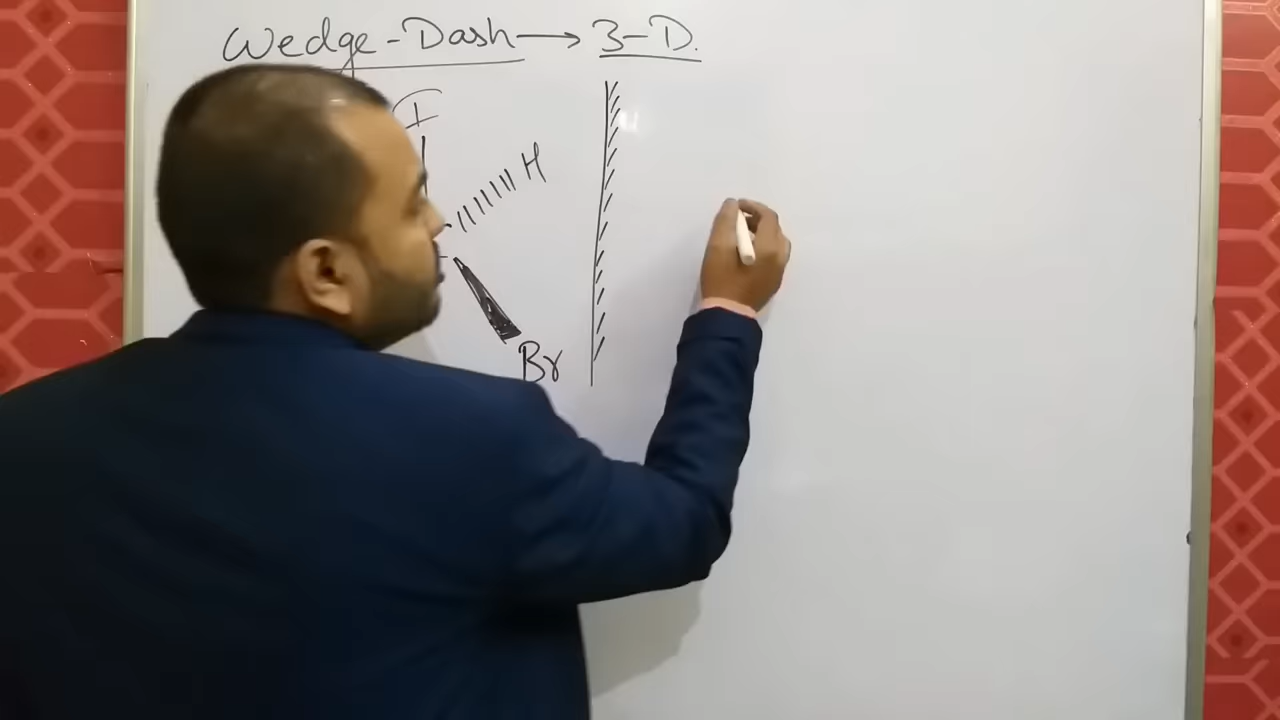 Wedge-Dash → 3-D.
I
H
Br